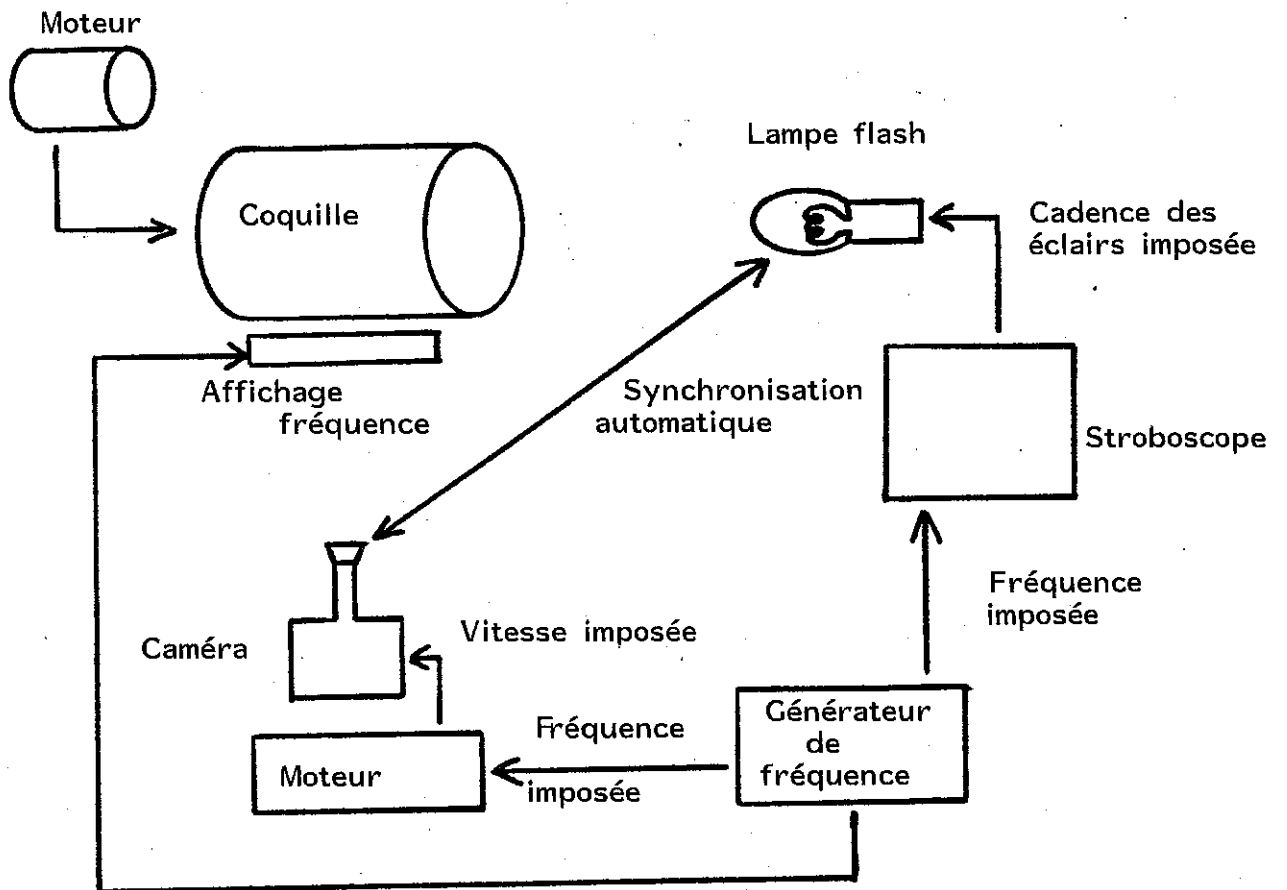 Moteur
Lampe flash
Coquille
Cadence des
éclairs imposée
Affichage
fréquence
Synchronisation
automatique
Stroboscope
Fréquence
imposée
Caméra
Vitesse imposée
Moteur
Fréquence
imposée
Générateur
de
fréquence